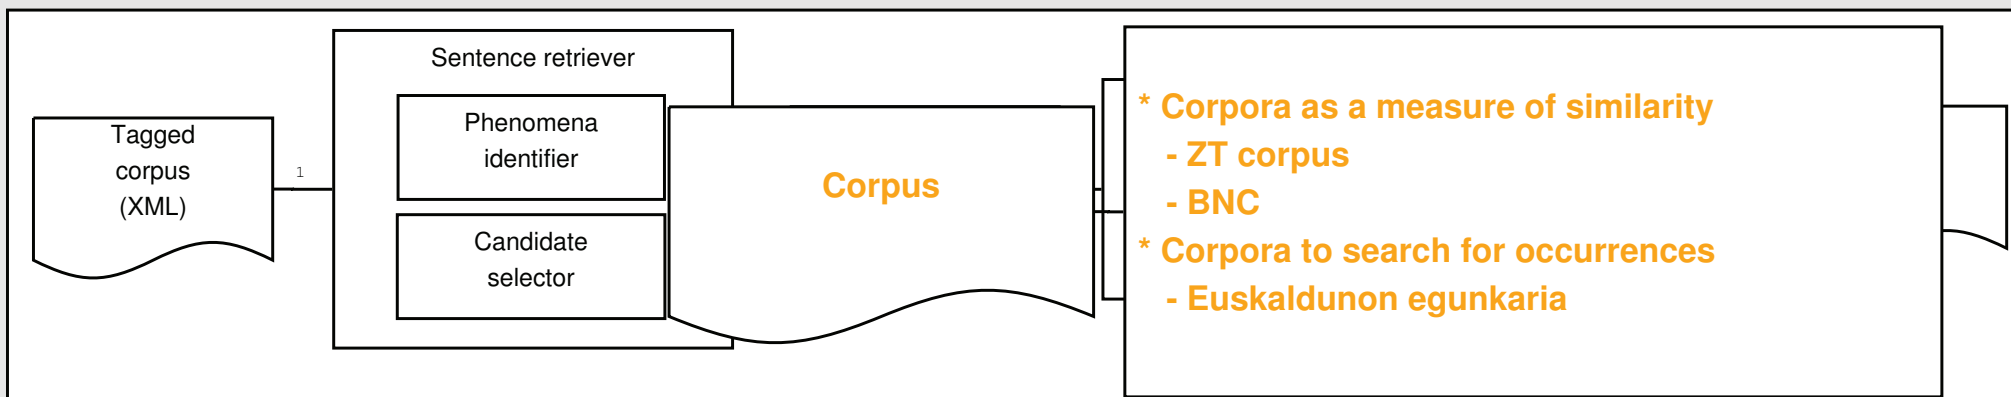 Tagged
corpus
(XML)
1
Sentence retriever
Phenomena
identifier
Candidate
selector
Corpus
* Corpora as a measure of similarity
- ZT corpus
- BNC
* Corpora to search for occurrences
- Euskaldunon egunkaria